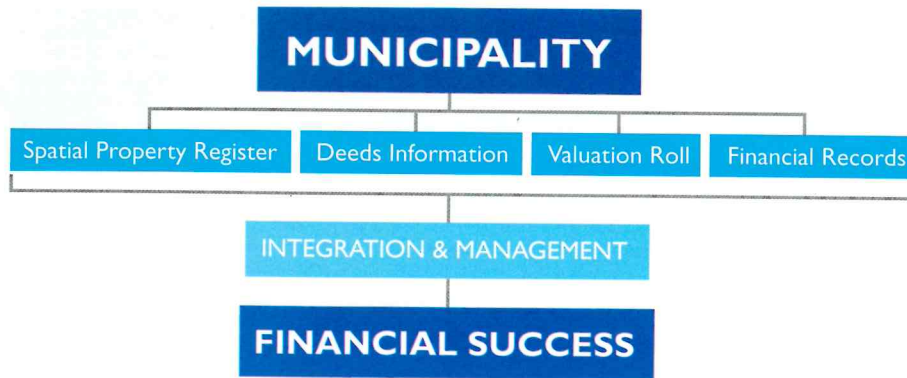 MUNICIPALITY
Spatial Property Register
Deeds Information
Valuation Roll
Financial Records
INTEGRATION & MANAGEMENT
FINANCIAL SUCCESS